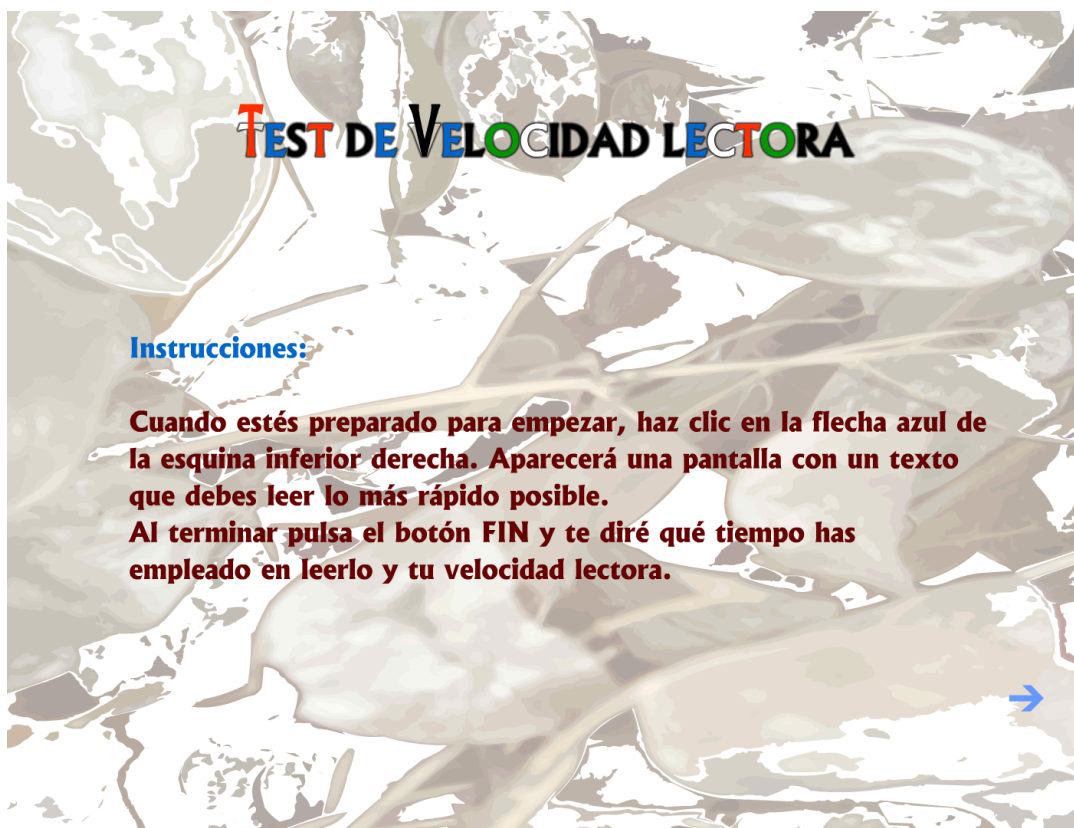 Test de Velocidad lectora
Instrucciones:
Cuando estés preparado para empezar, haz clic en la flecha azul de
la esquina inferior derecha. Aparecerá una pantalla con un texto
que debes leer lo más rápido posible.
Al terminar pulsa el botón FIN y te diré qué tiempo has
empleado en leerlo y tu velocidad lectora.